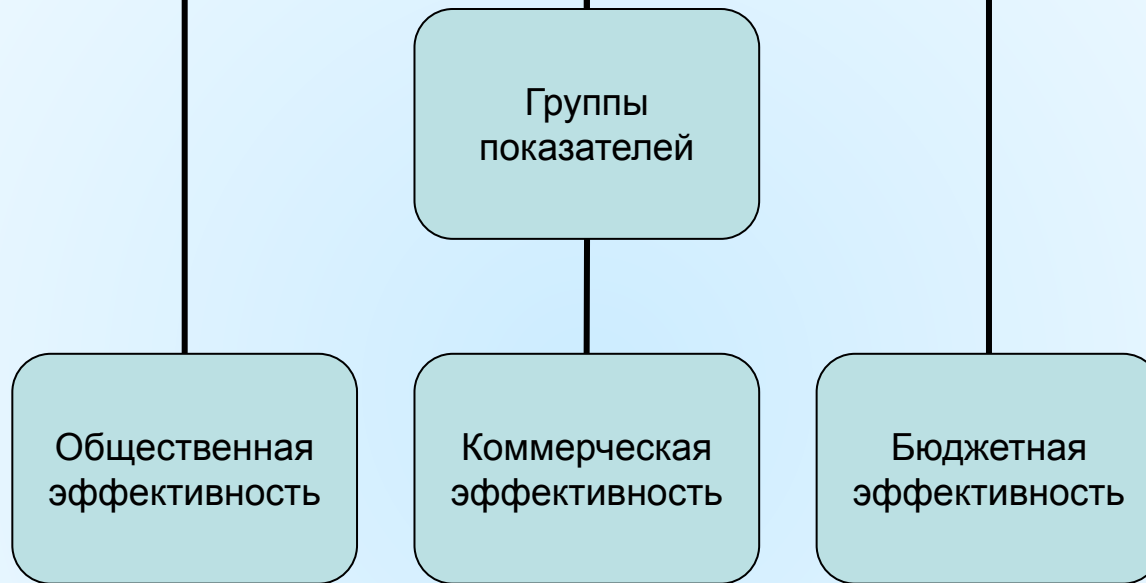 Группы
показателей
Общественная
эффективность
Коммерческая
эффективность
Бюджетная
эффективность